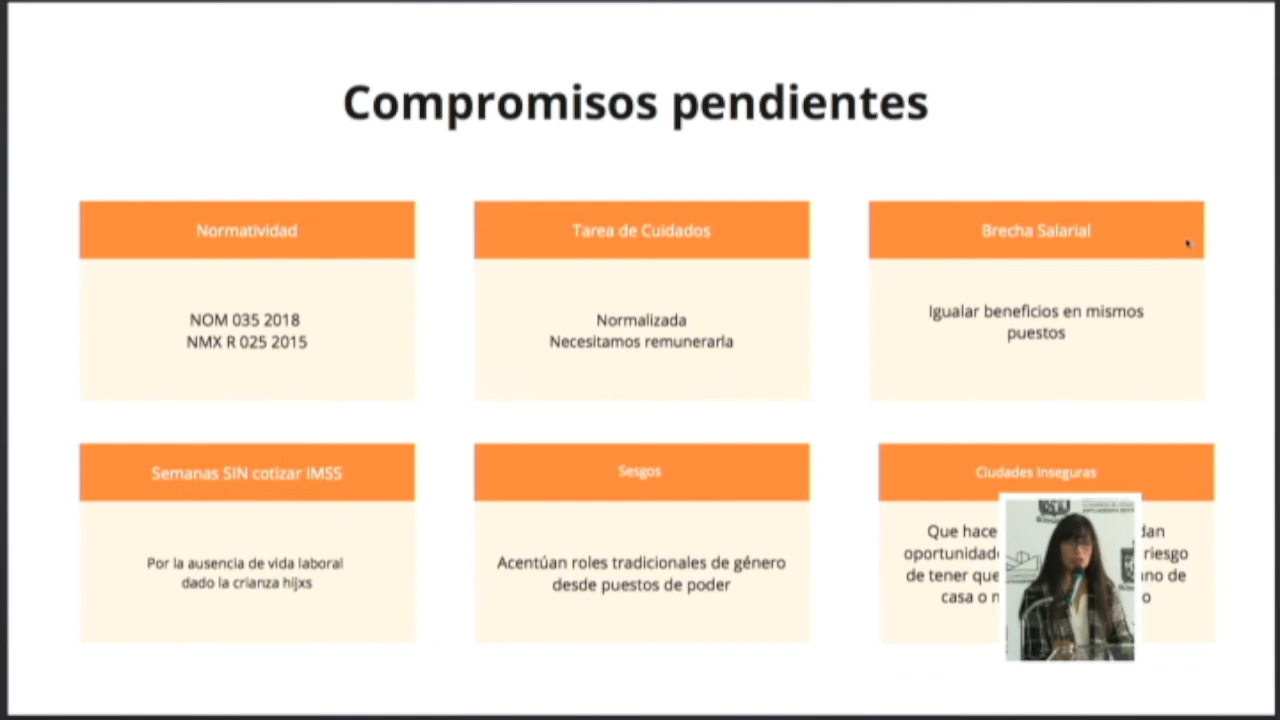 Compromisos pendientes
Normatividad
NOM 035 2018
NMX R 025 2015
Tarea de Cuidados
Normalizada
Necesitamos remunerarla
Brecha Salarial
Igualar beneficios en mismos
puestos
Semanas SIN cotizar IMSS
Por la ausencia de vida laboral
dado la crianza hijxs
Sesgos
Acentúan roles tradicionales de género
desde puestos de poder
Ciudades Inseguras
Que hace dan
riesgo
de tener que de
casa o